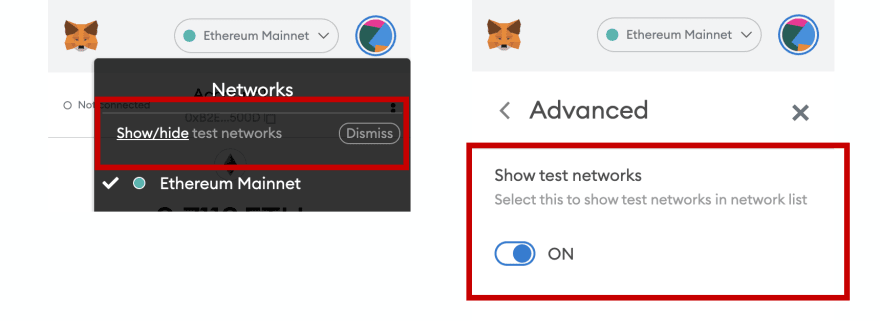 Ethereum Mainnet
Networks
Not connected
0xB2E...500D
Show/hide test networks
Dismiss
Ethereum Mainnet
Ethereum Mainnet
Advanced
Show test networks
Select this to show test networks in network list
ON